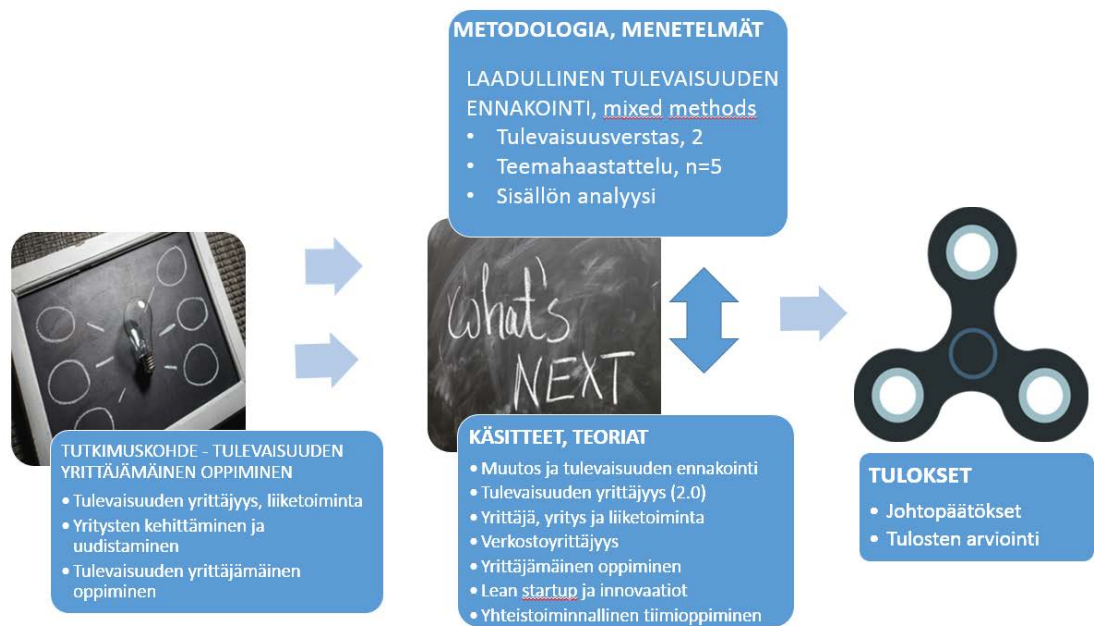 METODOLOGIA, MENETELMÄT
LAADULLINEN TULEVAISUUDEN
ENNAKOINTI, mixed methods
• Tulevaisuusverstas, 2
• Teemahaastattelu, n=5
• Sisällön analyysi
What's
NEXT
TUTKIMUSKOHDE - TULEVAISUUDEN
YRITTÄJÄMÄINEN OPPIMINEN
• Tulevaisuuden yrittäjyys, liiketoiminta
• Yritysten kehittäminen ja
uudistaminen
• Tulevaisuuden yrittäjämäinen
oppiminen
KÄSITTEET, TEORIAT
• Muutos ja tulevaisuuden ennakointi
• Tulevaisuuden yrittäjyys (2.0)
• Yrittäjä, yritys ja liiketoiminta
• Verkostoyrittäjyys
• Yrittäjämäinen oppiminen
• Lean startup ja innovaatiot
• Yhteistoiminnallinen tiimioppiminen
TULOKSET
• Johtopäätökset
• Tulosten arviointi